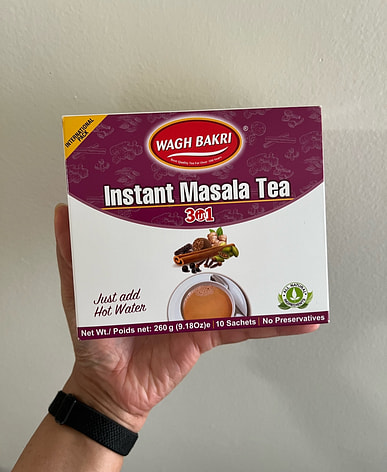 INTERNATIONAL
PACK
WAGH BAKRI
®
Instant Masala Tea
3in1
Just add
Hot Water
Net Wt./ Poids net: 260 g (9.18Oz)e | 10 Sachets | No Preservatives